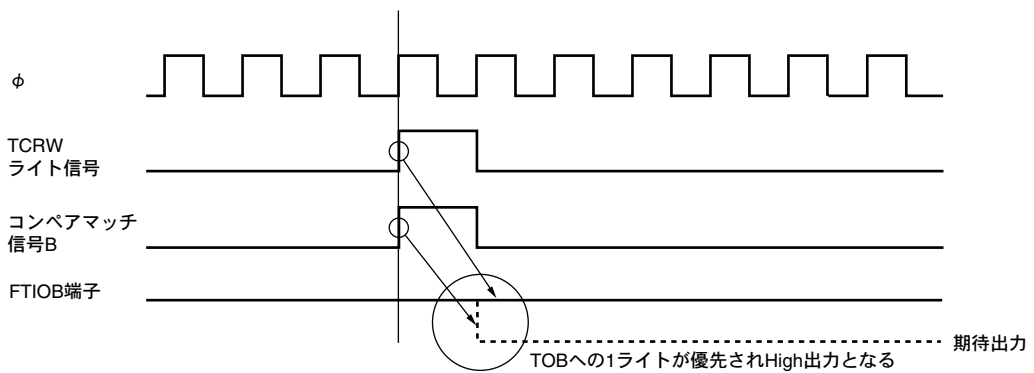 φ
TCRW
ライト信号
コンペアマッチ
信号B
FTIOB端子
期待出力
TOBへの1ライトが優先されHigh出力となる